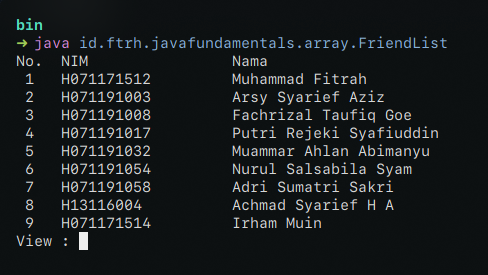 bin
➜ java id.ftrh.javafundamentals.array.FriendList
No. NIM Nama
1 H071171512 Muhammad Fitrah
2 H071191003 Arsy Syarief Aziz
3 H071191008 Fachrizal Taufiq Goe
4 H071191017 Putri Rejeki Syafiuddin
5 H071191032 Muammar Ahlan Abimanyu
6 H071191054 Nurul Salsabila Syam
7 H071191058 Adri Sumatri Sakri
8 H13116004 Achmad Syarief H A
9 H071171514 Irham Muin
View :